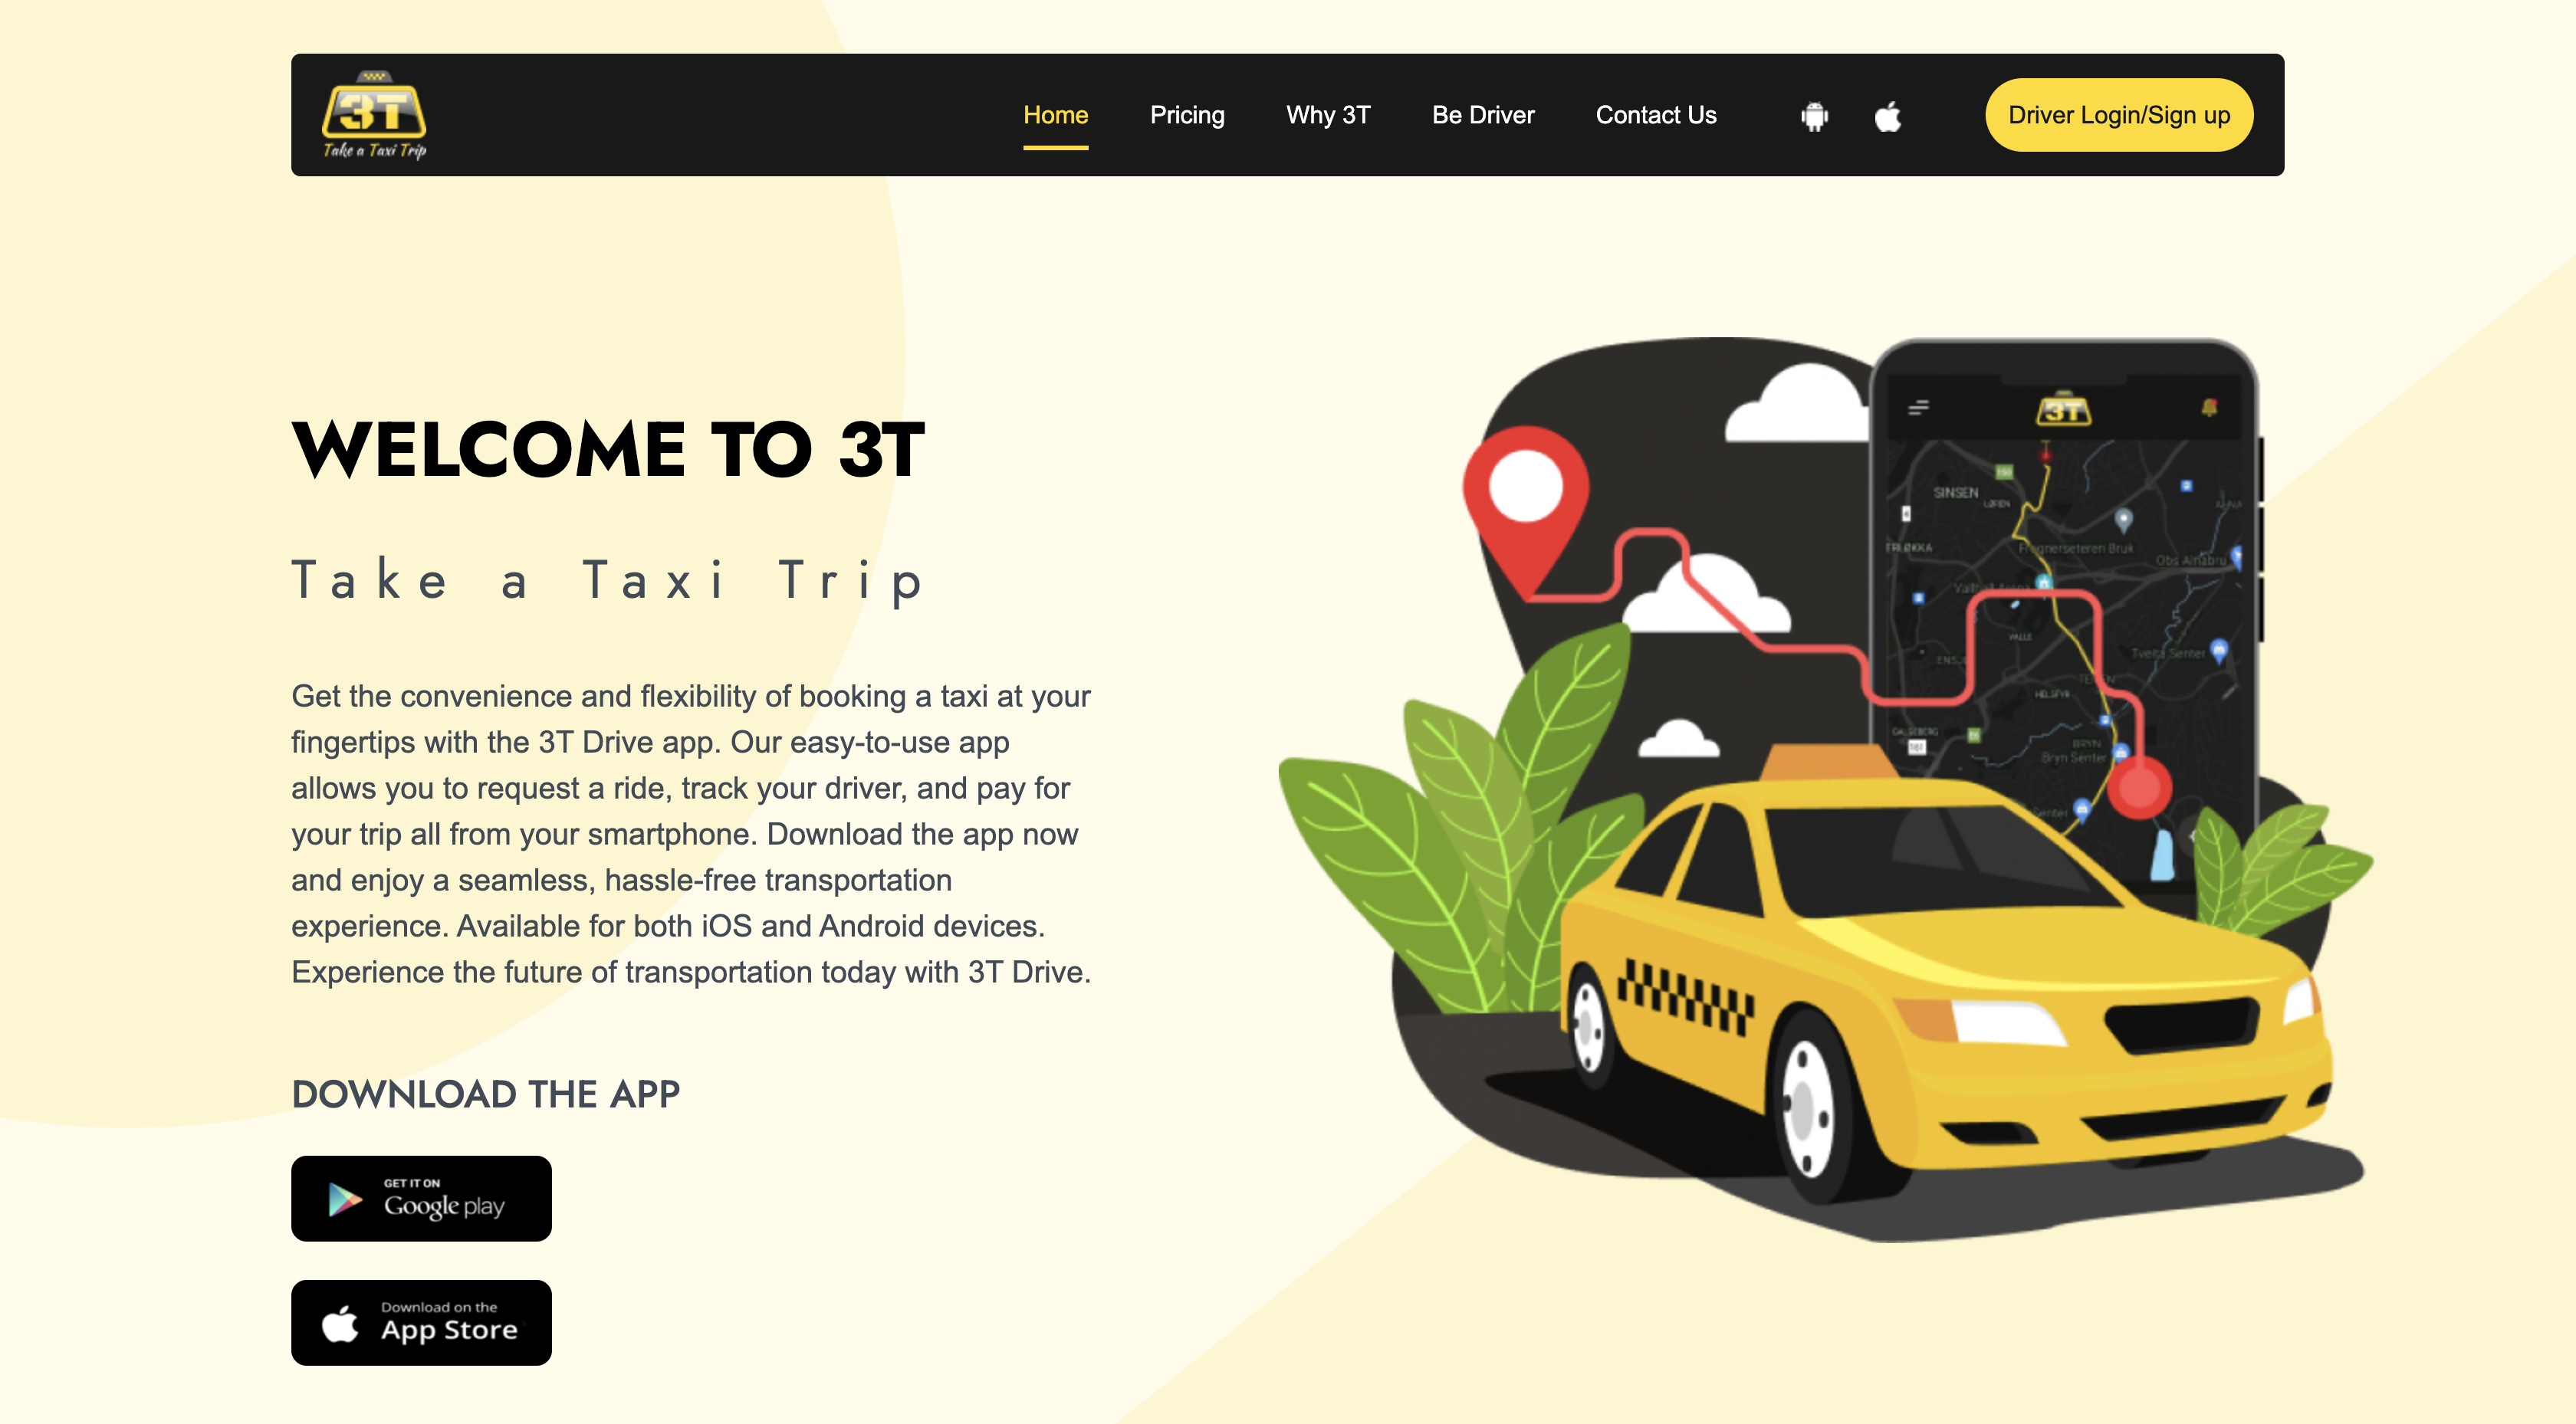 3T
Take a Taxi Trip
Home
Pricing
Why 3T
Be Driver
Contact Us
Driver Login/Sign up
WELCOME TO 3T
Take a Taxi Trip
Get the convenience and flexibility of booking a taxi at your
fingertips with the 3T Drive app. Our easy-to-use app
allows you to request a ride, track your driver, and pay for
your trip all from your smartphone. Download the app now
and enjoy a seamless, hassle-free transportation
experience. Available for both iOS and Android devices.
Experience the future of transportation today with 3T Drive.
DOWNLOAD THE APP
GET IT ON
Google play
Download on the
App Store
3T
SINSEN
LØREN
Frognerseteren Bruk
Obs Alnabru
VALLE
Tveita Senter
HELSFYR
BRYN
Bryn Senter